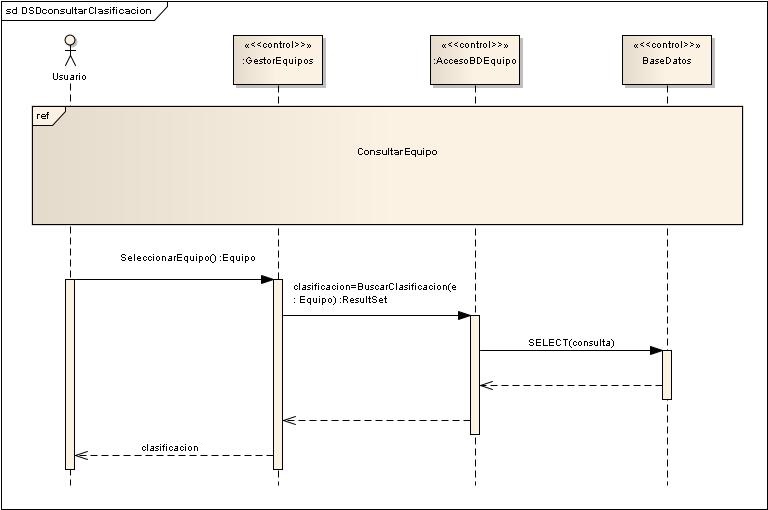 sd DSDconsultarClasificacion
Usuario
«<<control>>»
:GestorEquipos
«<<control>>»
:AccesoBDEquipo
«<<control>>»
BaseDatos
ref
ConsultarEquipo
SeleccionarEquipo() :Equipo
clasificacion=BuscarClasificacion(e
: Equipo) :ResultSet
SELECT(consulta)
clasificacion